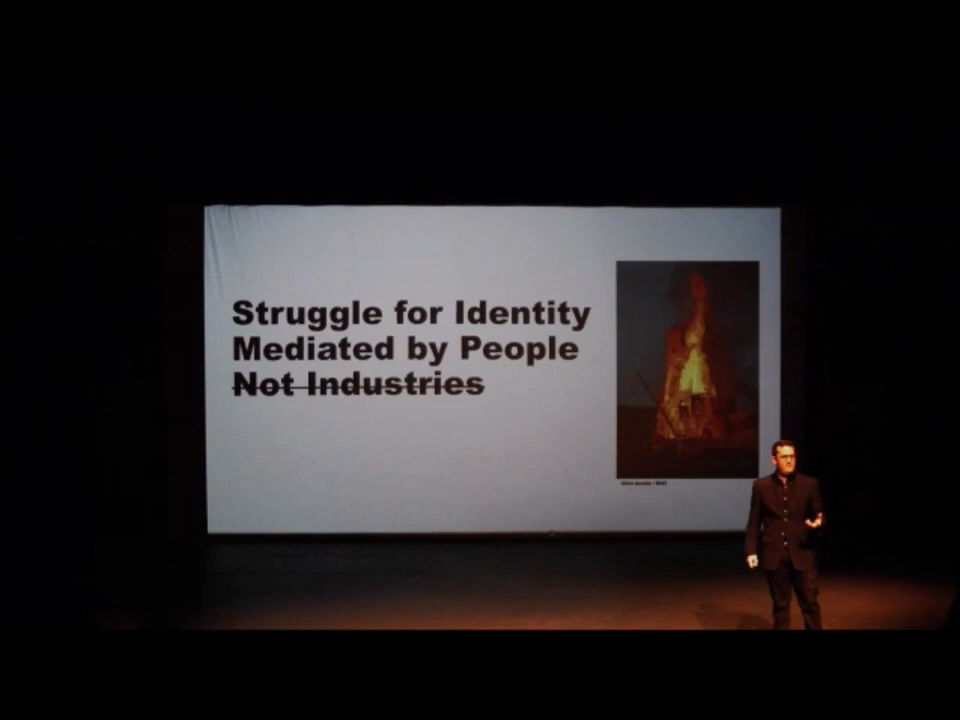 Struggle for Identity
Mediated by People
Not Industries